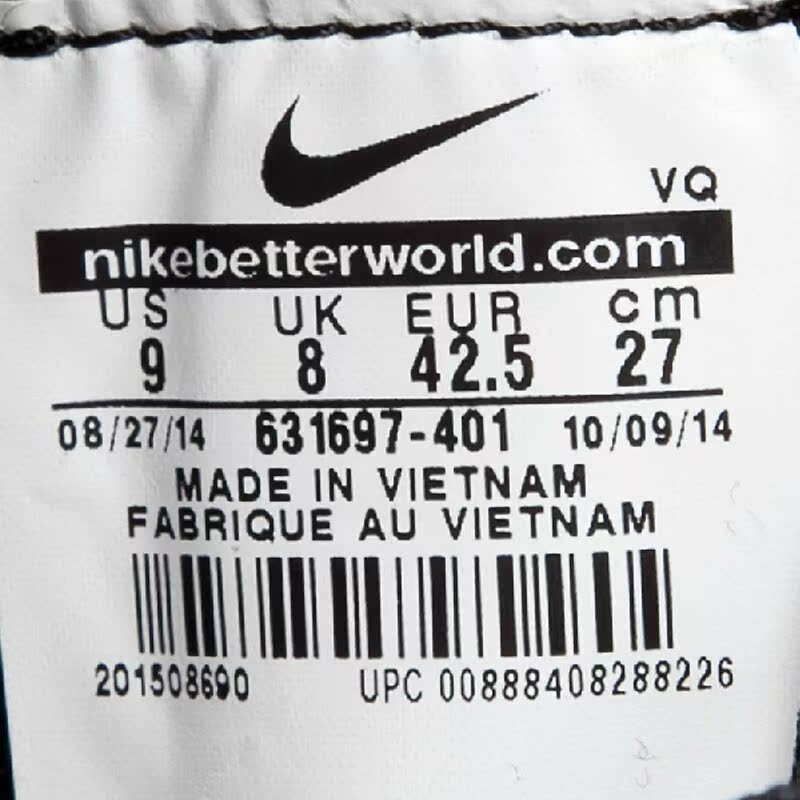 VQ
nikebetterworld.com
US UK EUR cm
9 8 42.5 27
08/27/14 631697-401 10/09/14
MADE IN VIETNAM
FABRIQUE AU VIETNAM
201508690 UPC 00888408288226